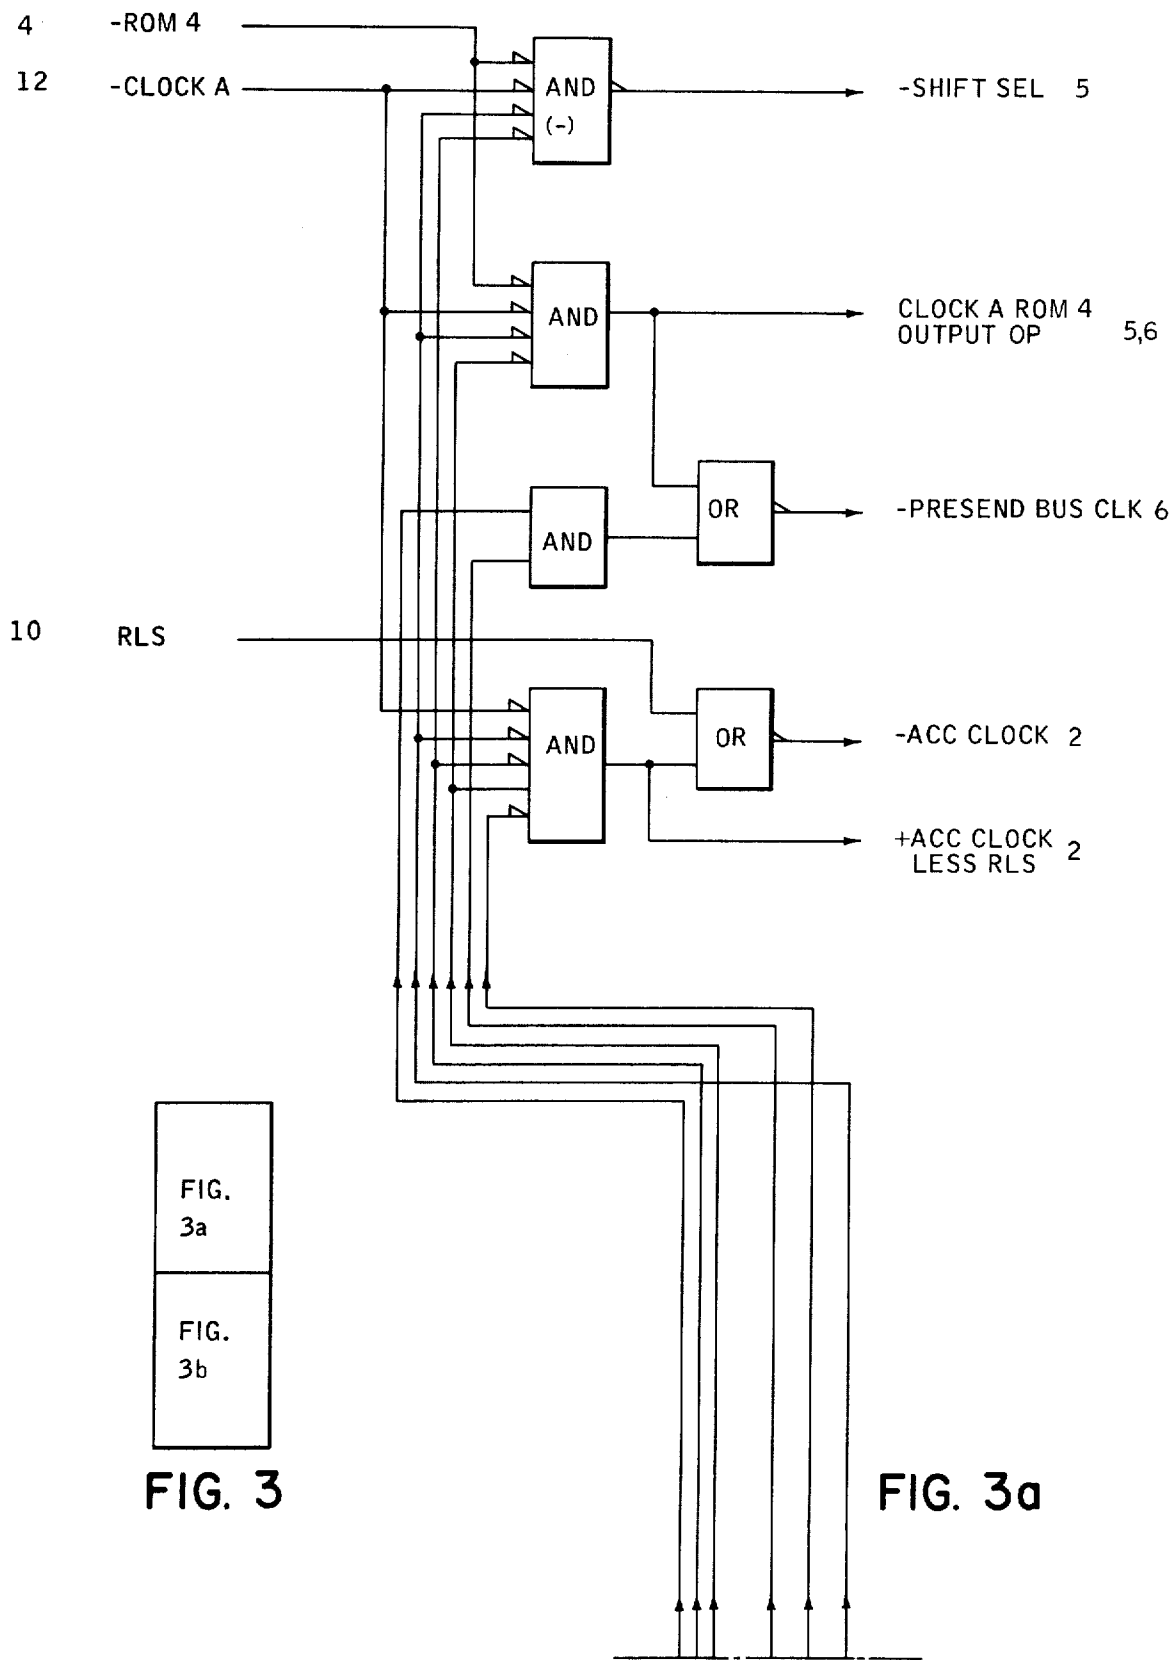 4 -ROM 4
12 -CLOCK A
AND
(-)
-SHIFT SEL 5
AND
CLOCK A ROM 4
OUTPUT OP 5,6
AND
OR
-PRESEND BUS CLK 6
10 RLS
AND
OR
-ACC CLOCK 2
+ACC CLOCK 2
LESS RLS
FIG.
3a
FIG.
3b
FIG. 3
FIG. 3a